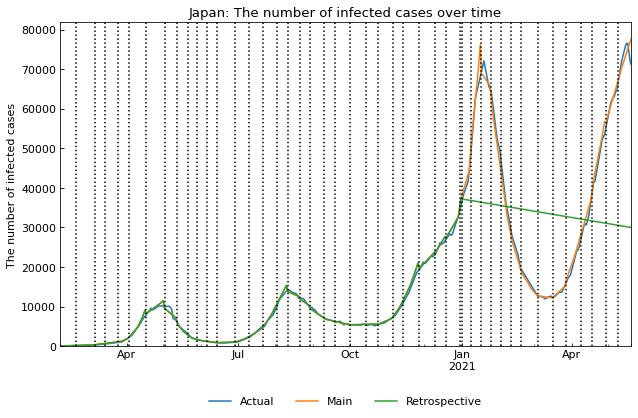 Japan: The number of infected cases over time
The number of infected cases
80000
70000
60000
50000
40000
30000
20000
10000
0
Apr
Jul
Oct
Jan
2021
Apr
Actual
Main
Retrospective